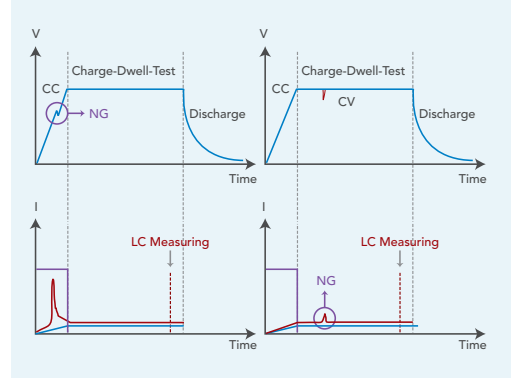 V
Charge-Dwell-Test
CC
NG
Discharge
Time
V
Charge-Dwell-Test
CC
CV
Discharge
Time
I
LC Measuring
Time
I
LC Measuring
NG
Time